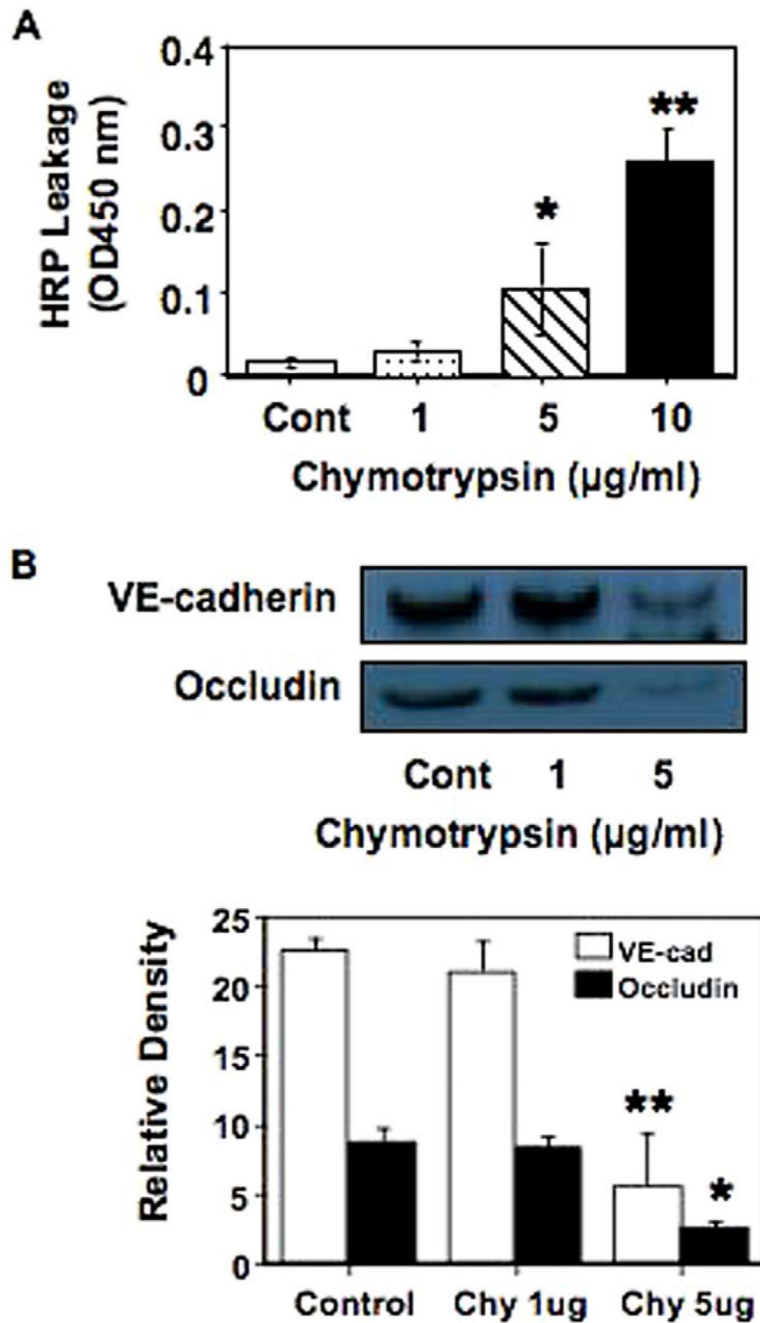 A
HRP Leakage
(OD450 nm)
0.4
0.3
0.2
0.1
0
*
**
Cont 1 5 10
Chymotrypsin (µg/ml)
B
VE-cadherin
Occludin
Cont 1 5
Chymotrypsin (µg/ml)
Relative Density
25
20
15
10
5
0
VE-cad
Occludin
**
*
Control Chy 1ug Chy 5ug